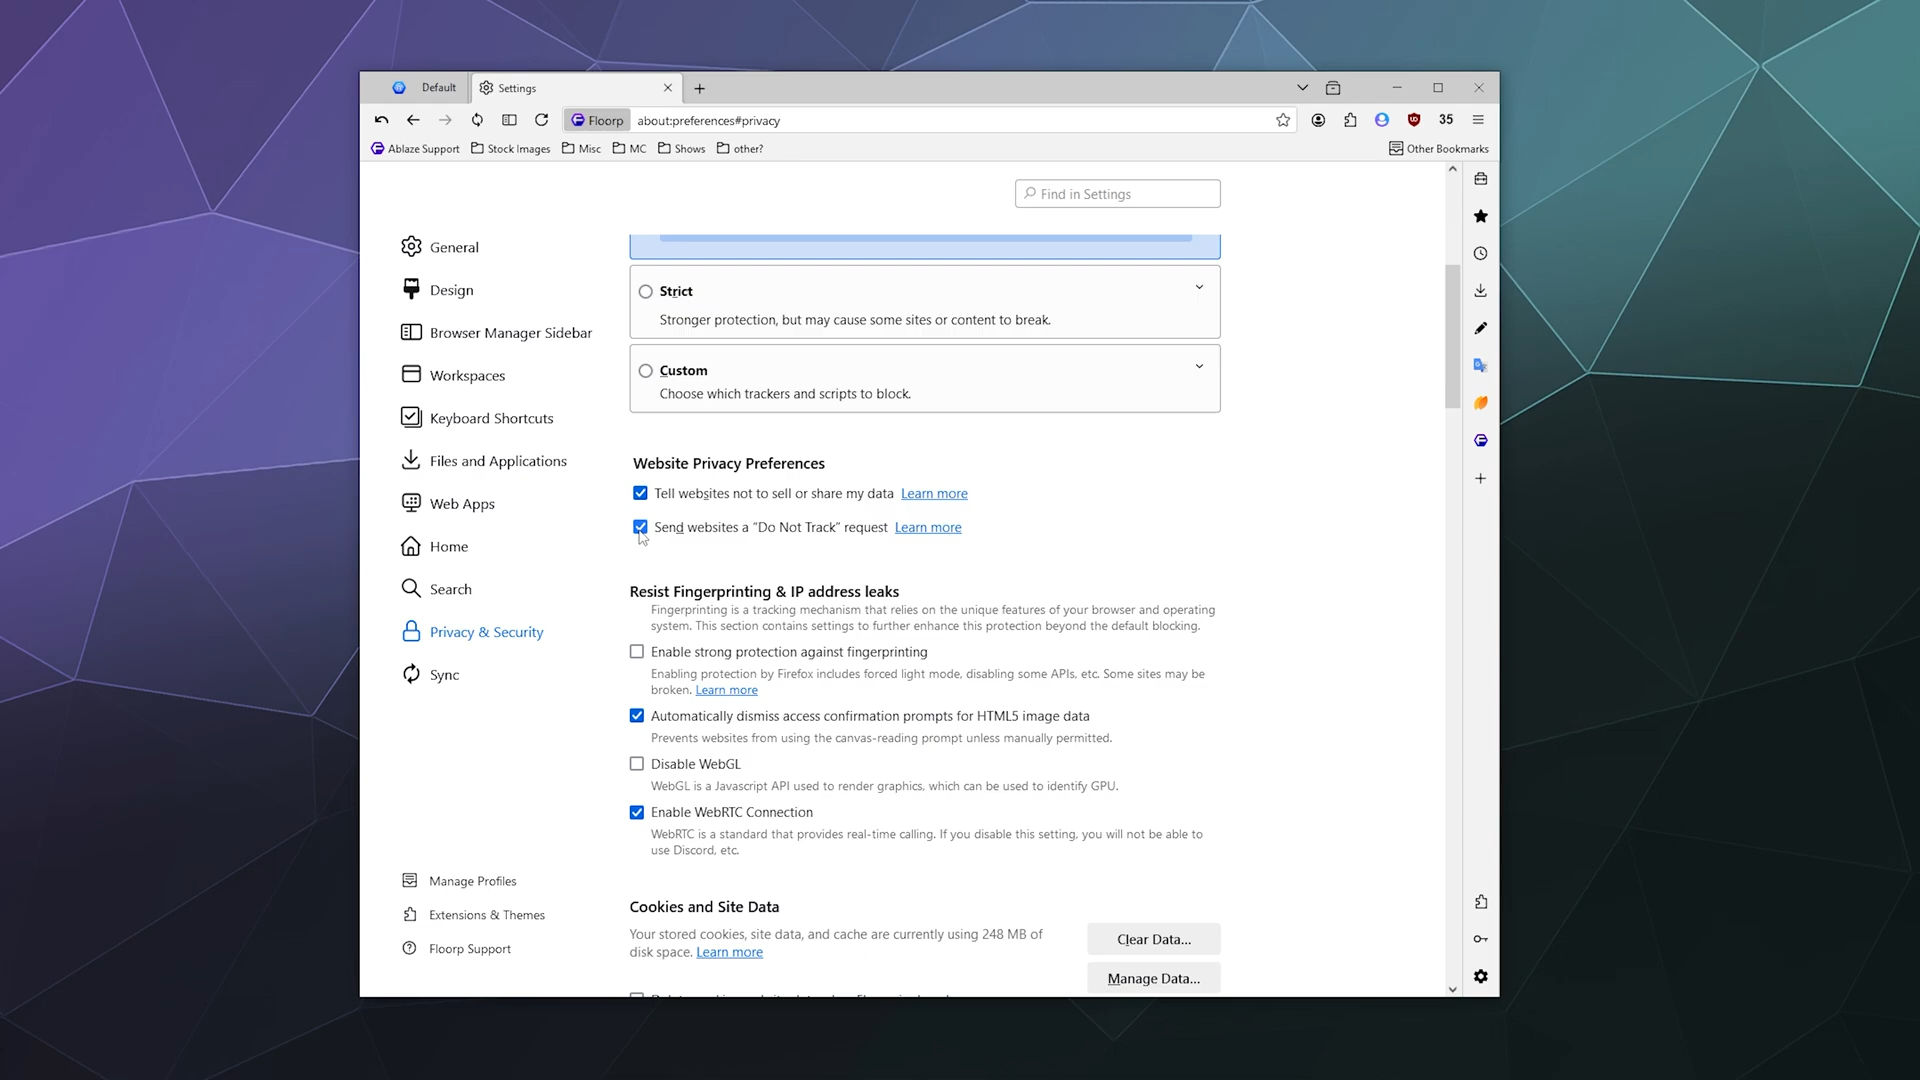 Default
Settings
Floorp
about:preferences#privacy
35
Ablaze Support
Stock Images
Misc
MC
Shows
other?
Other Bookmarks
Find in Settings
General
Design
Browser Manager Sidebar
Workspaces
Keyboard Shortcuts
Files and Applications
Web Apps
Home
Search
Privacy & Security
Sync
Manage Profiles
Extensions & Themes
Floorp Support
Strict
Stronger protection, but may cause some sites or content to break.
Custom
Choose which trackers and scripts to block.
Website Privacy Preferences
Tell websites not to sell or share my data Learn more
Send websites a “Do Not Track” request Learn more
Resist Fingerprinting & IP address leaks
Fingerprinting is a tracking mechanism that relies on the unique features of your browser and operating
system. This section contains settings to further enhance this protection beyond the default blocking.
Enable strong protection against fingerprinting
Enabling protection by Firefox includes forced light mode, disabling some APIs, etc. Some sites may be
broken. Learn more
Automatically dismiss access confirmation prompts for HTML5 image data
Prevents websites from using the canvas-reading prompt unless manually permitted.
Disable WebGL
WebGL is a Javascript API used to render graphics, which can be used to identify GPU.
Enable WebRTC Connection
WebRTC is a standard that provides real-time calling. If you disable this setting, you will not be able to
use Discord, etc.
Cookies and Site Data
Your stored cookies, site data, and cache are currently using 248 MB of
disk space. Learn more
Clear Data...
Manage Data...